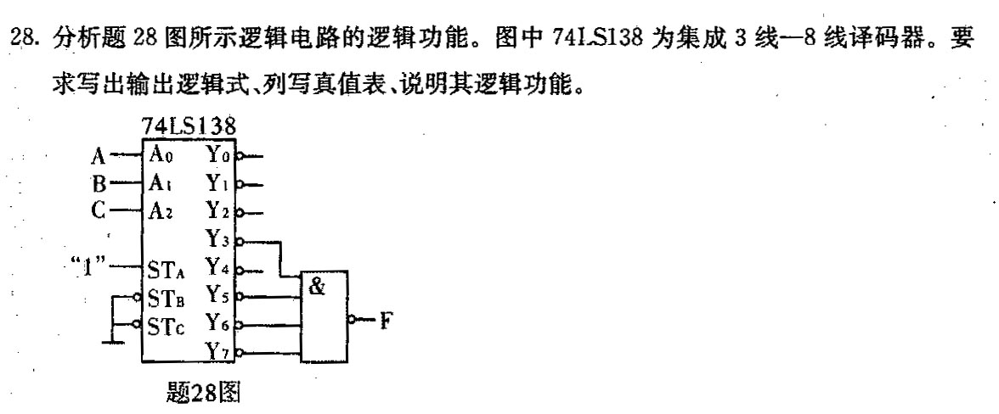 28. 分析题 28 图所示逻辑电路的逻辑功能。图中 74LS138 为集成 3 线—8 线译码器。要
求写出输出逻辑式、列写真值表、说明其逻辑功能。
74LS138
A A0 Y0
B A1 Y1
C A2 Y2
Y3
“1” STA Y4
&
STB Y5
STC Y6 F
Y7
题28图